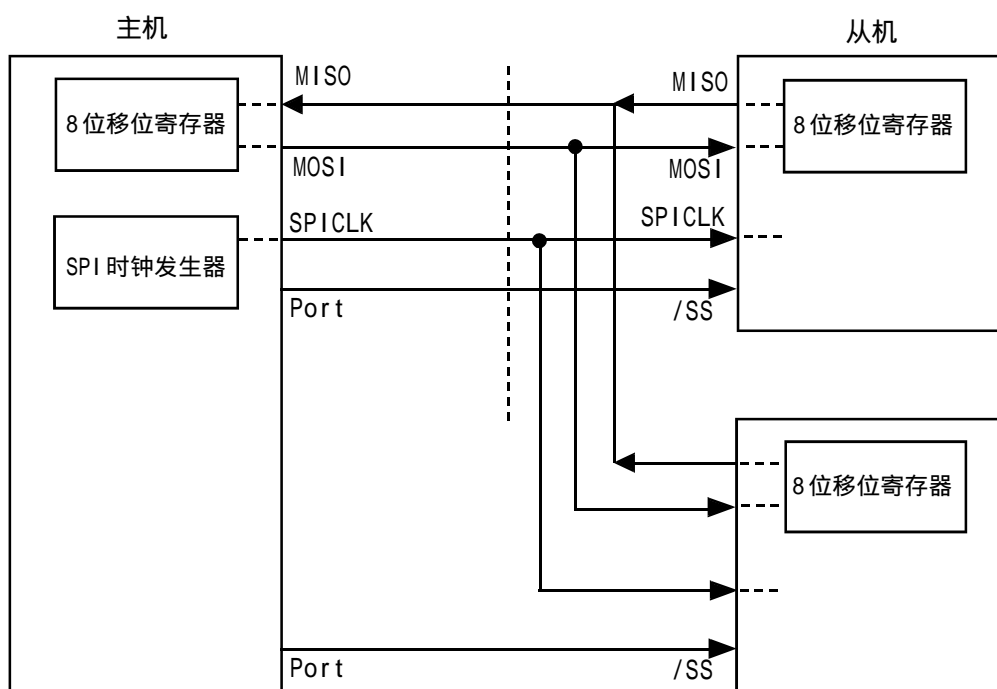 主机
从机
8位移位寄存器
MISO
MISO
8位移位寄存器
MOSI
MOSI
SPI时钟发生器
SPICLK
SPICLK
Port
/SS
8位移位寄存器
Port
/SS